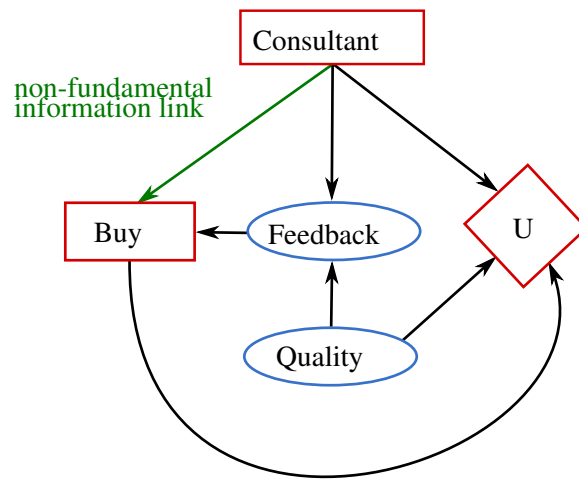 Consultant
non-fundamental
information link
Buy
Feedback
U
Quality